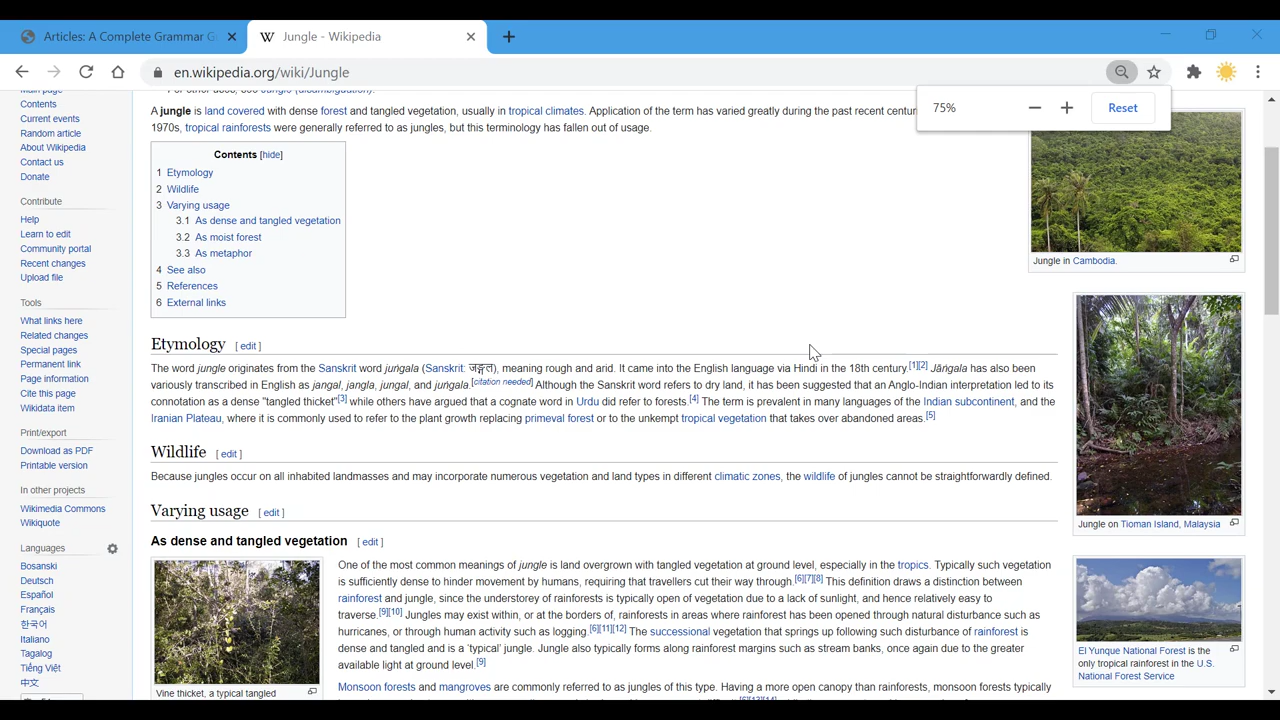 Articles: A Complete Grammar G
Jungle - Wikipedia
en.wikipedia.org/wiki/Jungle
75%
Reset
Contents
Current events
Random article
About Wikipedia
Contact us
Donate
Contribute
Help
Learn to edit
Community portal
Recent changes
Upload file
Tools
What links here
Related changes
Special pages
Permanent link
Page information
Cite this page
Wikidata item
Print/export
Download as PDF
Printable version
In other projects
Wikimedia Commons
Wikiquote
Languages
Bosanski
Deutsch
Español
Français
한국어
Italiano
Tagalog
Tiếng Việt
中文
A jungle is land covered with dense forest and tangled vegetation, usually in tropical climates. Application of the term has varied greatly during the past recent
1970s, tropical rainforests were generally referred to as jungles, but this terminology has fallen out of usage.
Contents [hide]
1 Etymology
2 Wildlife
3 Varying usage
3.1 As dense and tangled vegetation
3.2 As moist forest
3.3 As metaphor
4 See also
5 References
6 External links
Etymology [ edit ]
The word jungle originates from the Sanskrit word jungala (Sanskrit: जङ्गल), meaning rough and arid. It came into the English language via Hindi in the 18th century.[1][2] Jāṅgala has also been
variously transcribed in English as jangal, jangla, jungal, and jungala.[citation needed] Although the Sanskrit word refers to dry land, it has been suggested that an Anglo-Indian interpretation led to its
connotation as a dense "tangled thicket"[3] while others have argued that a cognate word in Urdu did refer to forests.[4] The term is prevalent in many languages of the Indian subcontinent, and the
Iranian Plateau, where it is commonly used to refer to the plant growth replacing primeval forest or to the unkempt tropical vegetation that takes over abandoned areas.[5]
Wildlife [ edit ]
Because jungles occur on all inhabited landmasses and may incorporate numerous vegetation and land types in different climatic zones, the wildlife of jungles cannot be straightforwardly defined.
Varying usage [ edit ]
As dense and tangled vegetation [ edit ]
One of the most common meanings of jungle is land overgrown with tangled vegetation at ground level, especially in the tropics. Typically such vegetation
is sufficiently dense to hinder movement by humans, requiring that travellers cut their way through.[6][7][8] This definition draws a distinction between
rainforest and jungle, since the understorey of rainforests is typically open of vegetation due to a lack of sunlight, and hence relatively easy to
traverse.[9][10] Jungles may exist within, or at the borders of, rainforests in areas where rainforest has been opened through natural disturbance such as
hurricanes, or through human activity such as logging.[6][11][12] The successional vegetation that springs up following such disturbance of rainforest is
dense and tangled and is a 'typical' jungle. Jungle also typically forms along rainforest margins such as stream banks, once again due to the greater
available light at ground level.[9]
Monsoon forests and mangroves are commonly referred to as jungles of this type. Having a more open canopy than rainforests, monsoon forests typically
Vine thicket, a typical tangled
Jungle in Cambodia.
Jungle on Tioman Island, Malaysia
El Yunque National Forest is the
only tropical rainforest in the U.S.
National Forest Service